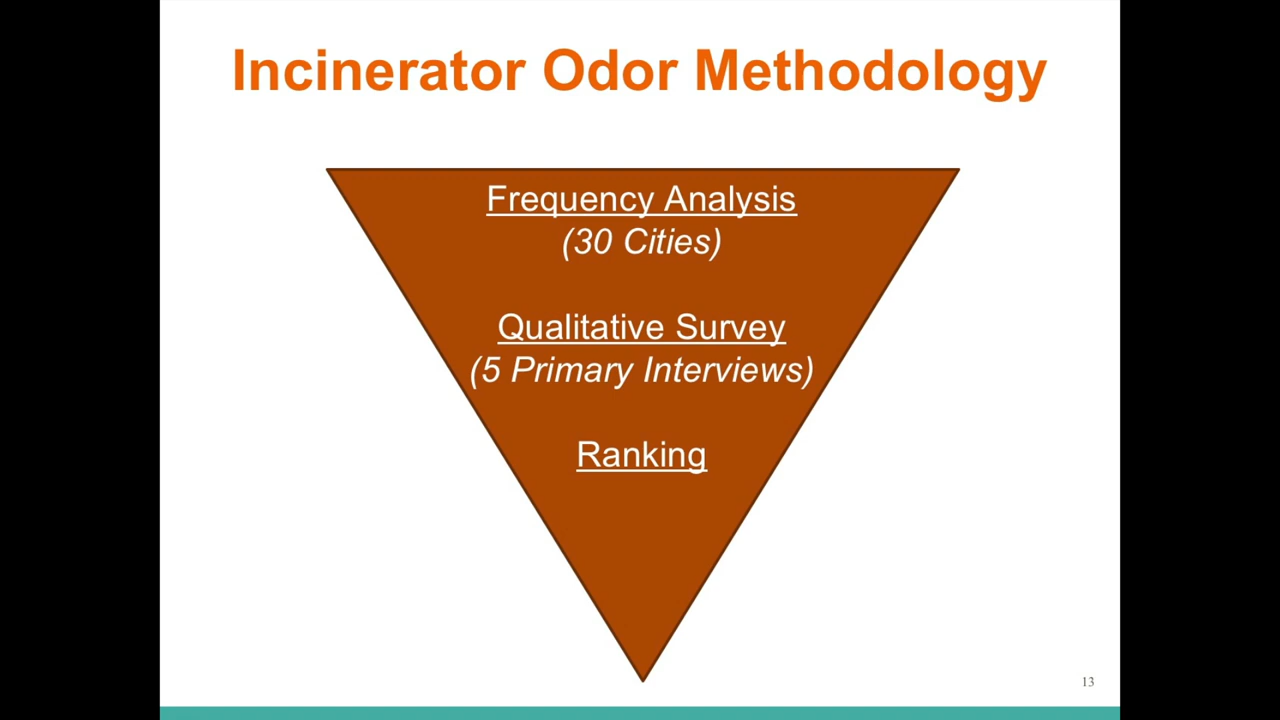 Incinerator Odor Methodology
Frequency Analysis
(30 Cities)
Qualitative Survey
(5 Primary Interviews)
Ranking
13